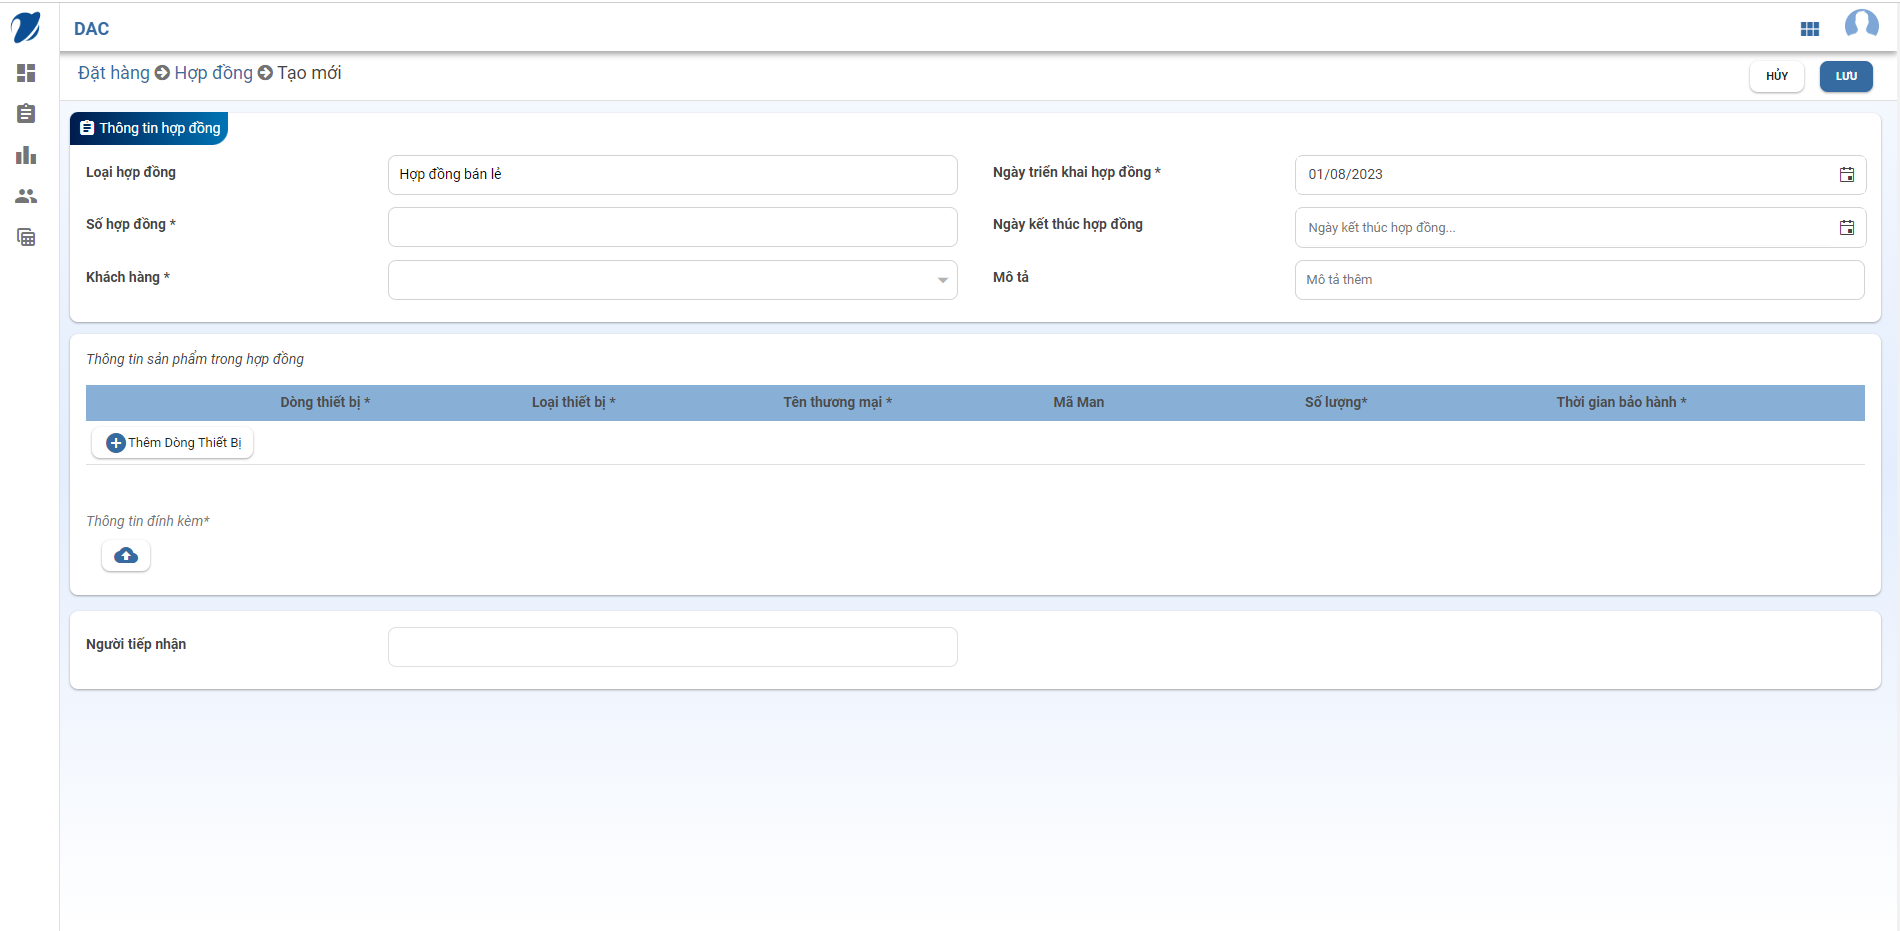 DAC
Đặt hàng Hợp đồng Tạo mới
HỦY
LƯU
Thông tin hợp đồng
Loại hợp đồng
Hợp đồng bán lẻ
Ngày triển khai hợp đồng *
01/08/2023
Số hợp đồng *
Ngày kết thúc hợp đồng
Ngày kết thúc hợp đồng...
Khách hàng *
Mô tả
Mô tả thêm
Thông tin sản phẩm trong hợp đồng
Dòng thiết bị * Loại thiết bị * Tên thương mại * Mã Man Số lượng* Thời gian bảo hành *
Thêm Dòng Thiết Bị
Thông tin đính kèm*
Người tiếp nhận